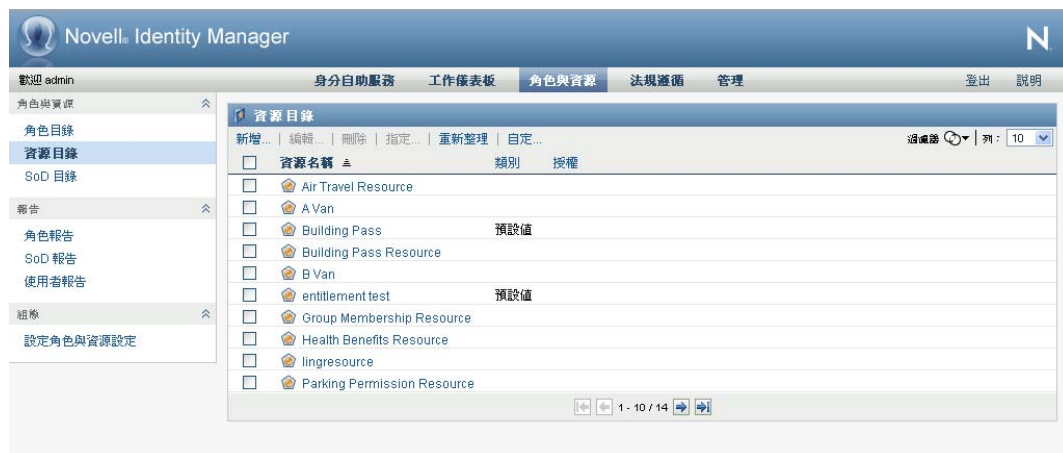 Novell® Identity Manager
N
歡迎 admin
身分自助服務 工作儀表板 角色與資源 法規遵循 管理
登出 說明
角色與資源
角色目錄
資源目錄
SoD 目錄
報告
角色報告
SoD 報告
使用者報告
組態
設定角色與資源設定
資源目錄
新增... | 編輯... | 刪除 | 指定... | 重新整理 | 自定...
過濾器 | 列: 10
資源名稱 類別 授權
Air Travel Resource
A Van
Building Pass 預設值
Building Pass Resource
B Van
entitlement test 預設值
Group Membership Resource
Health Benefits Resource
lingresource
Parking Permission Resource
1 - 10 / 14